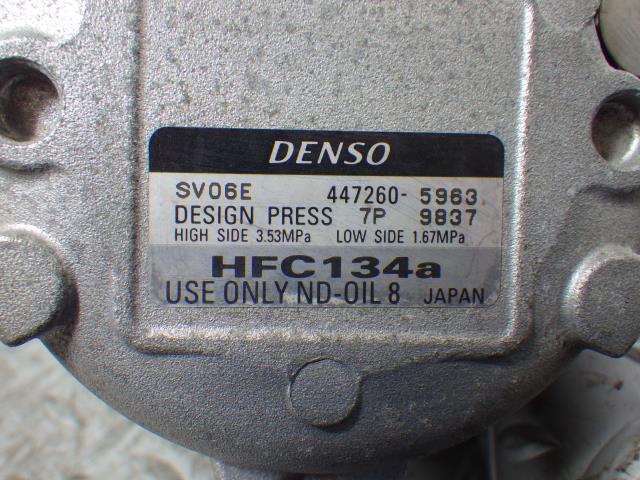 DENSO
SV06E 447260-5963
DESIGN PRESS 7P 9837
HIGH SIDE 3.53MPa LOW SIDE 1.67MPa
HFC134a
USE ONLY ND-OIL 8 JAPAN